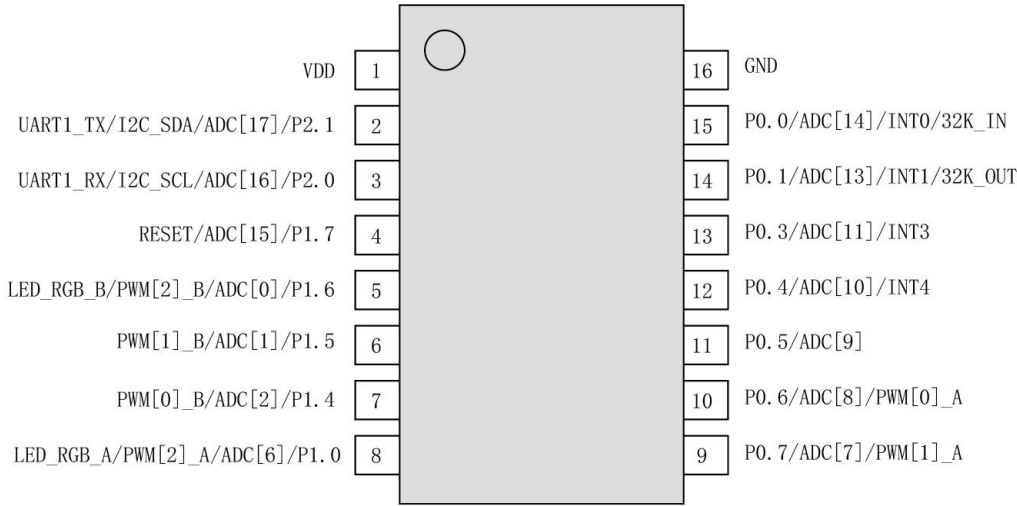 VDD 1 16 GND
UART1_TX/I2C_SDA/ADC[17]/P2.1 2 15 P0.0/ADC[14]/INT0/32K_IN
UART1_RX/I2C_SCL/ADC[16]/P2.0 3 14 P0.1/ADC[13]/INT1/32K_OUT
RESET/ADC[15]/P1.7 4 13 P0.3/ADC[11]/INT3
LED_RGB_B/PWM[2]_B/ADC[0]/P1.6 5 12 P0.4/ADC[10]/INT4
PWM[1]_B/ADC[1]/P1.5 6 11 P0.5/ADC[9]
PWM[0]_B/ADC[2]/P1.4 7 10 P0.6/ADC[8]/PWM[0]_A
LED_RGB_A/PWM[2]_A/ADC[6]/P1.0 8 9 P0.7/ADC[7]/PWM[1]_A